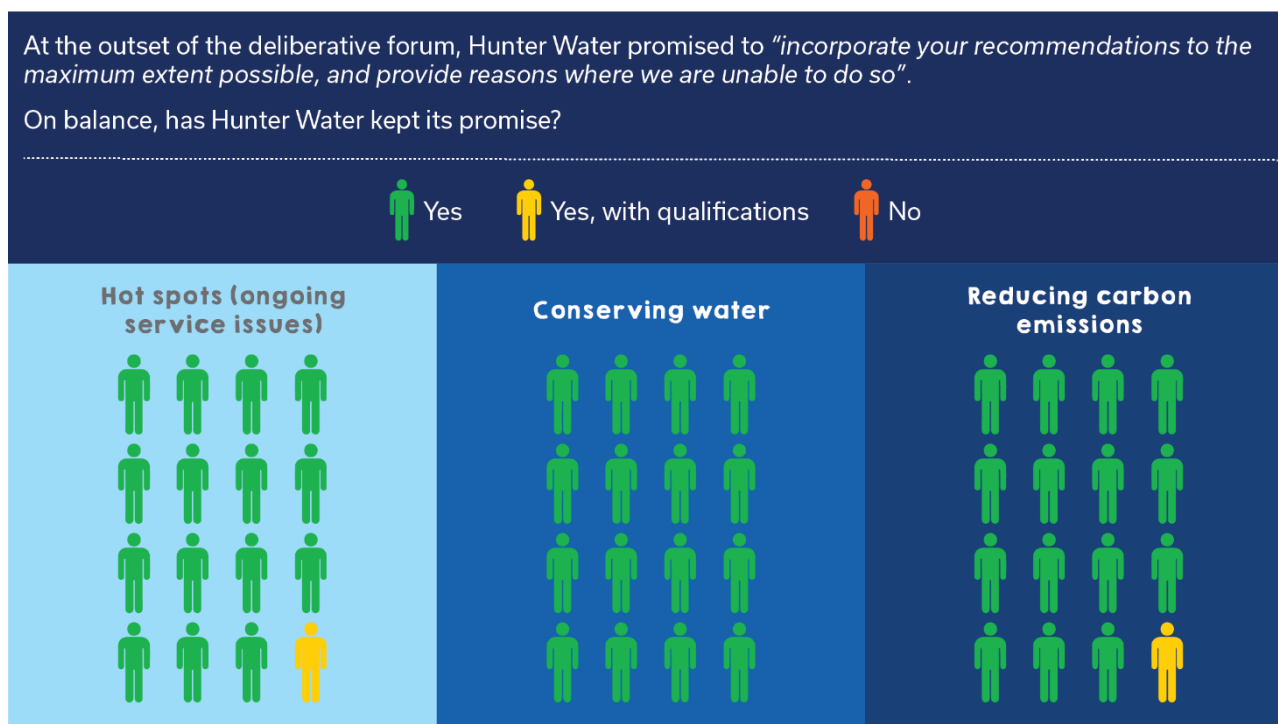 At the outset of the deliberative forum, Hunter Water promised to “incorporate your recommendations to the
maximum extent possible, and provide reasons where we are unable to do so”.
On balance, has Hunter Water kept its promise?
Yes
Yes, with qualifications
No
Hot spots (ongoing
service issues)
Conserving water
Reducing carbon
emissions